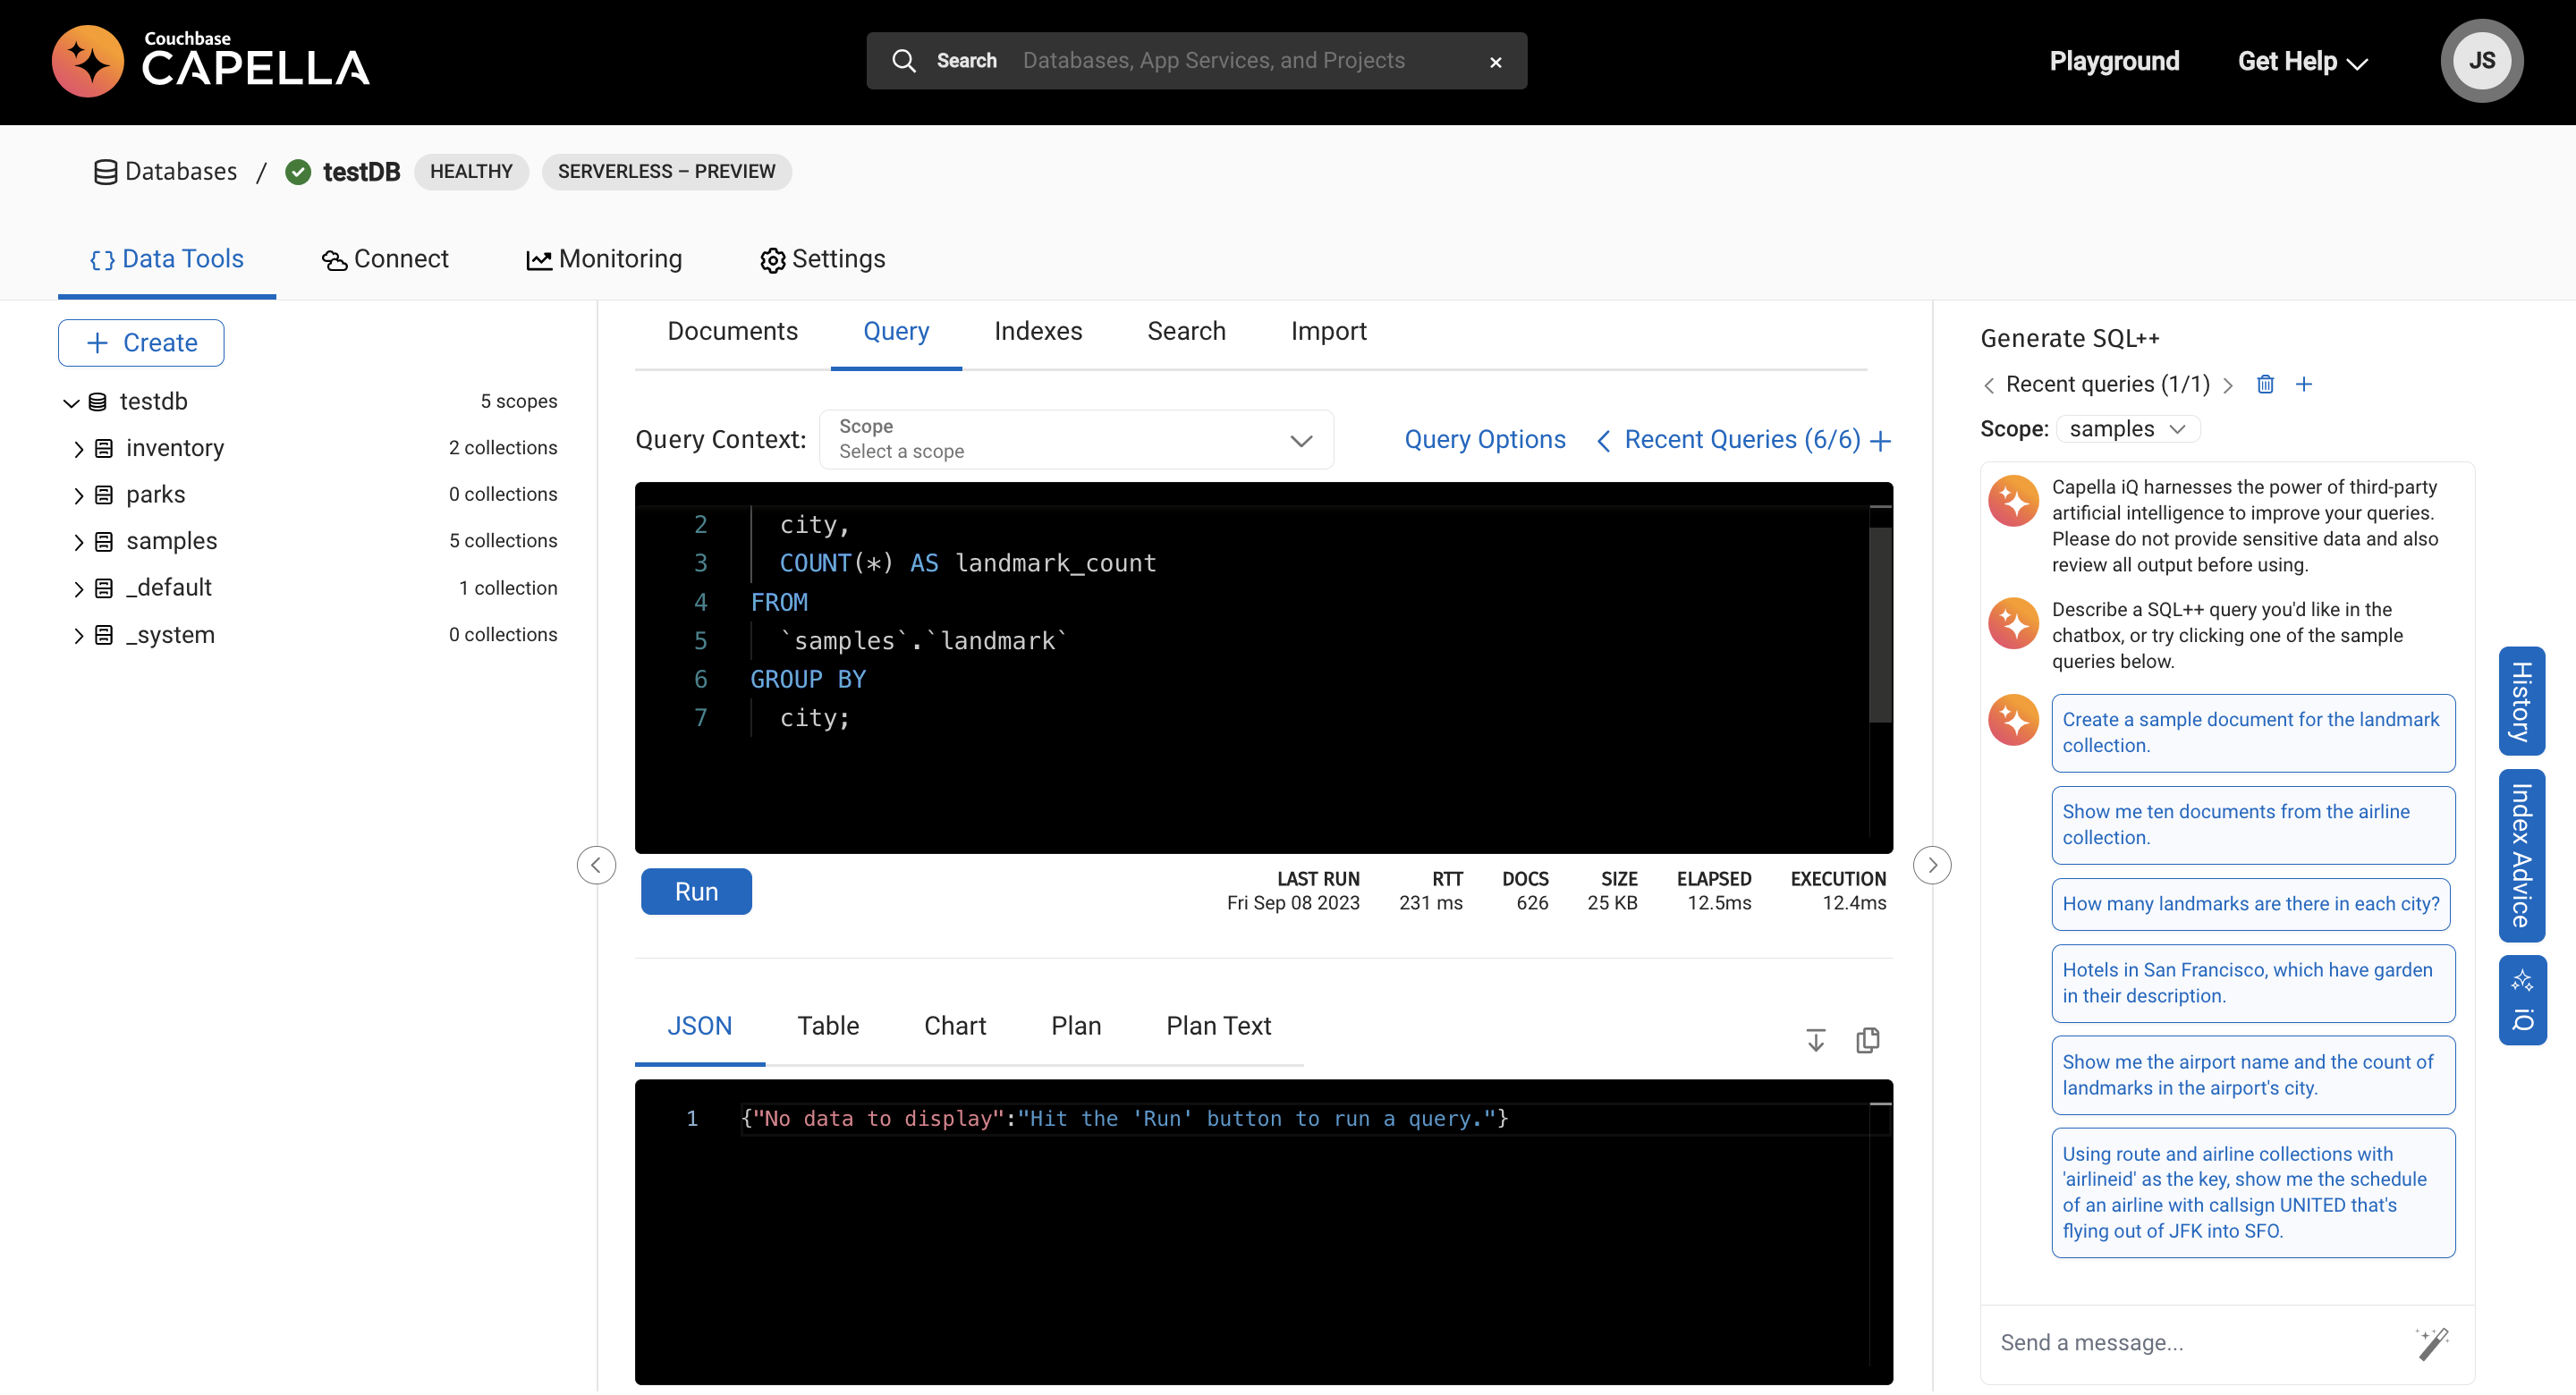 Couchbase
CAPELLA
Search Databases, App Services, and Projects
Playground
Get Help
JS
Databases / testDB HEALTHY SERVERLESS – PREVIEW
{} Data Tools
Connect
Monitoring
Settings
+ Create
testdb 5 scopes
inventory 2 collections
parks 0 collections
samples 5 collections
_default 1 collection
_system 0 collections
Documents Query Indexes Search Import
Query Context:
Scope
Select a scope
Query Options
Recent Queries (6/6) +
2 city,
3 COUNT(*) AS landmark_count
4 FROM
5 `samples`.`landmark`
6 GROUP BY
7 city;
Run
LAST RUN RTT DOCS SIZE ELAPSED EXECUTION
Fri Sep 08 2023 231 ms 626 25 KB 12.5ms 12.4ms
JSON Table Chart Plan Plan Text
1 {"No data to display":"Hit the 'Run' button to run a query."}
Generate SQL++
Recent queries (1/1)
Scope: samples
Capella iQ harnesses the power of third-party
artificial intelligence to improve your queries.
Please do not provide sensitive data and also
review all output before using.
Describe a SQL++ query you'd like in the
chatbox, or try clicking one of the sample
queries below.
Create a sample document for the landmark
collection.
Show me ten documents from the airline
collection.
How many landmarks are there in each city?
Hotels in San Francisco, which have garden
in their description.
Show me the airport name and the count of
landmarks in the airport's city.
Using route and airline collections with
'airlineid' as the key, show me the schedule
of an airline with callsign UNITED that's
flying out of JFK into SFO.
Send a message...
History
Index Advice
iQ